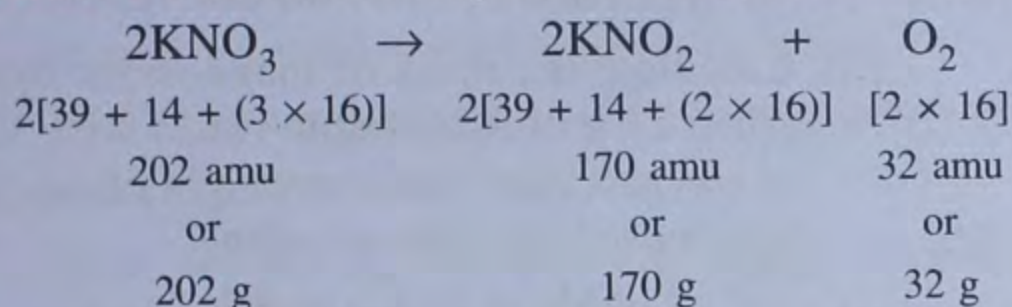 2KNO₃ → 2KNO₂ + O₂
2[39 + 14 + (3 × 16)] 2[39 + 14 + (2 × 16)] [2 × 16]
202 amu 170 amu 32 amu
or or or
202 g 170 g 32 g